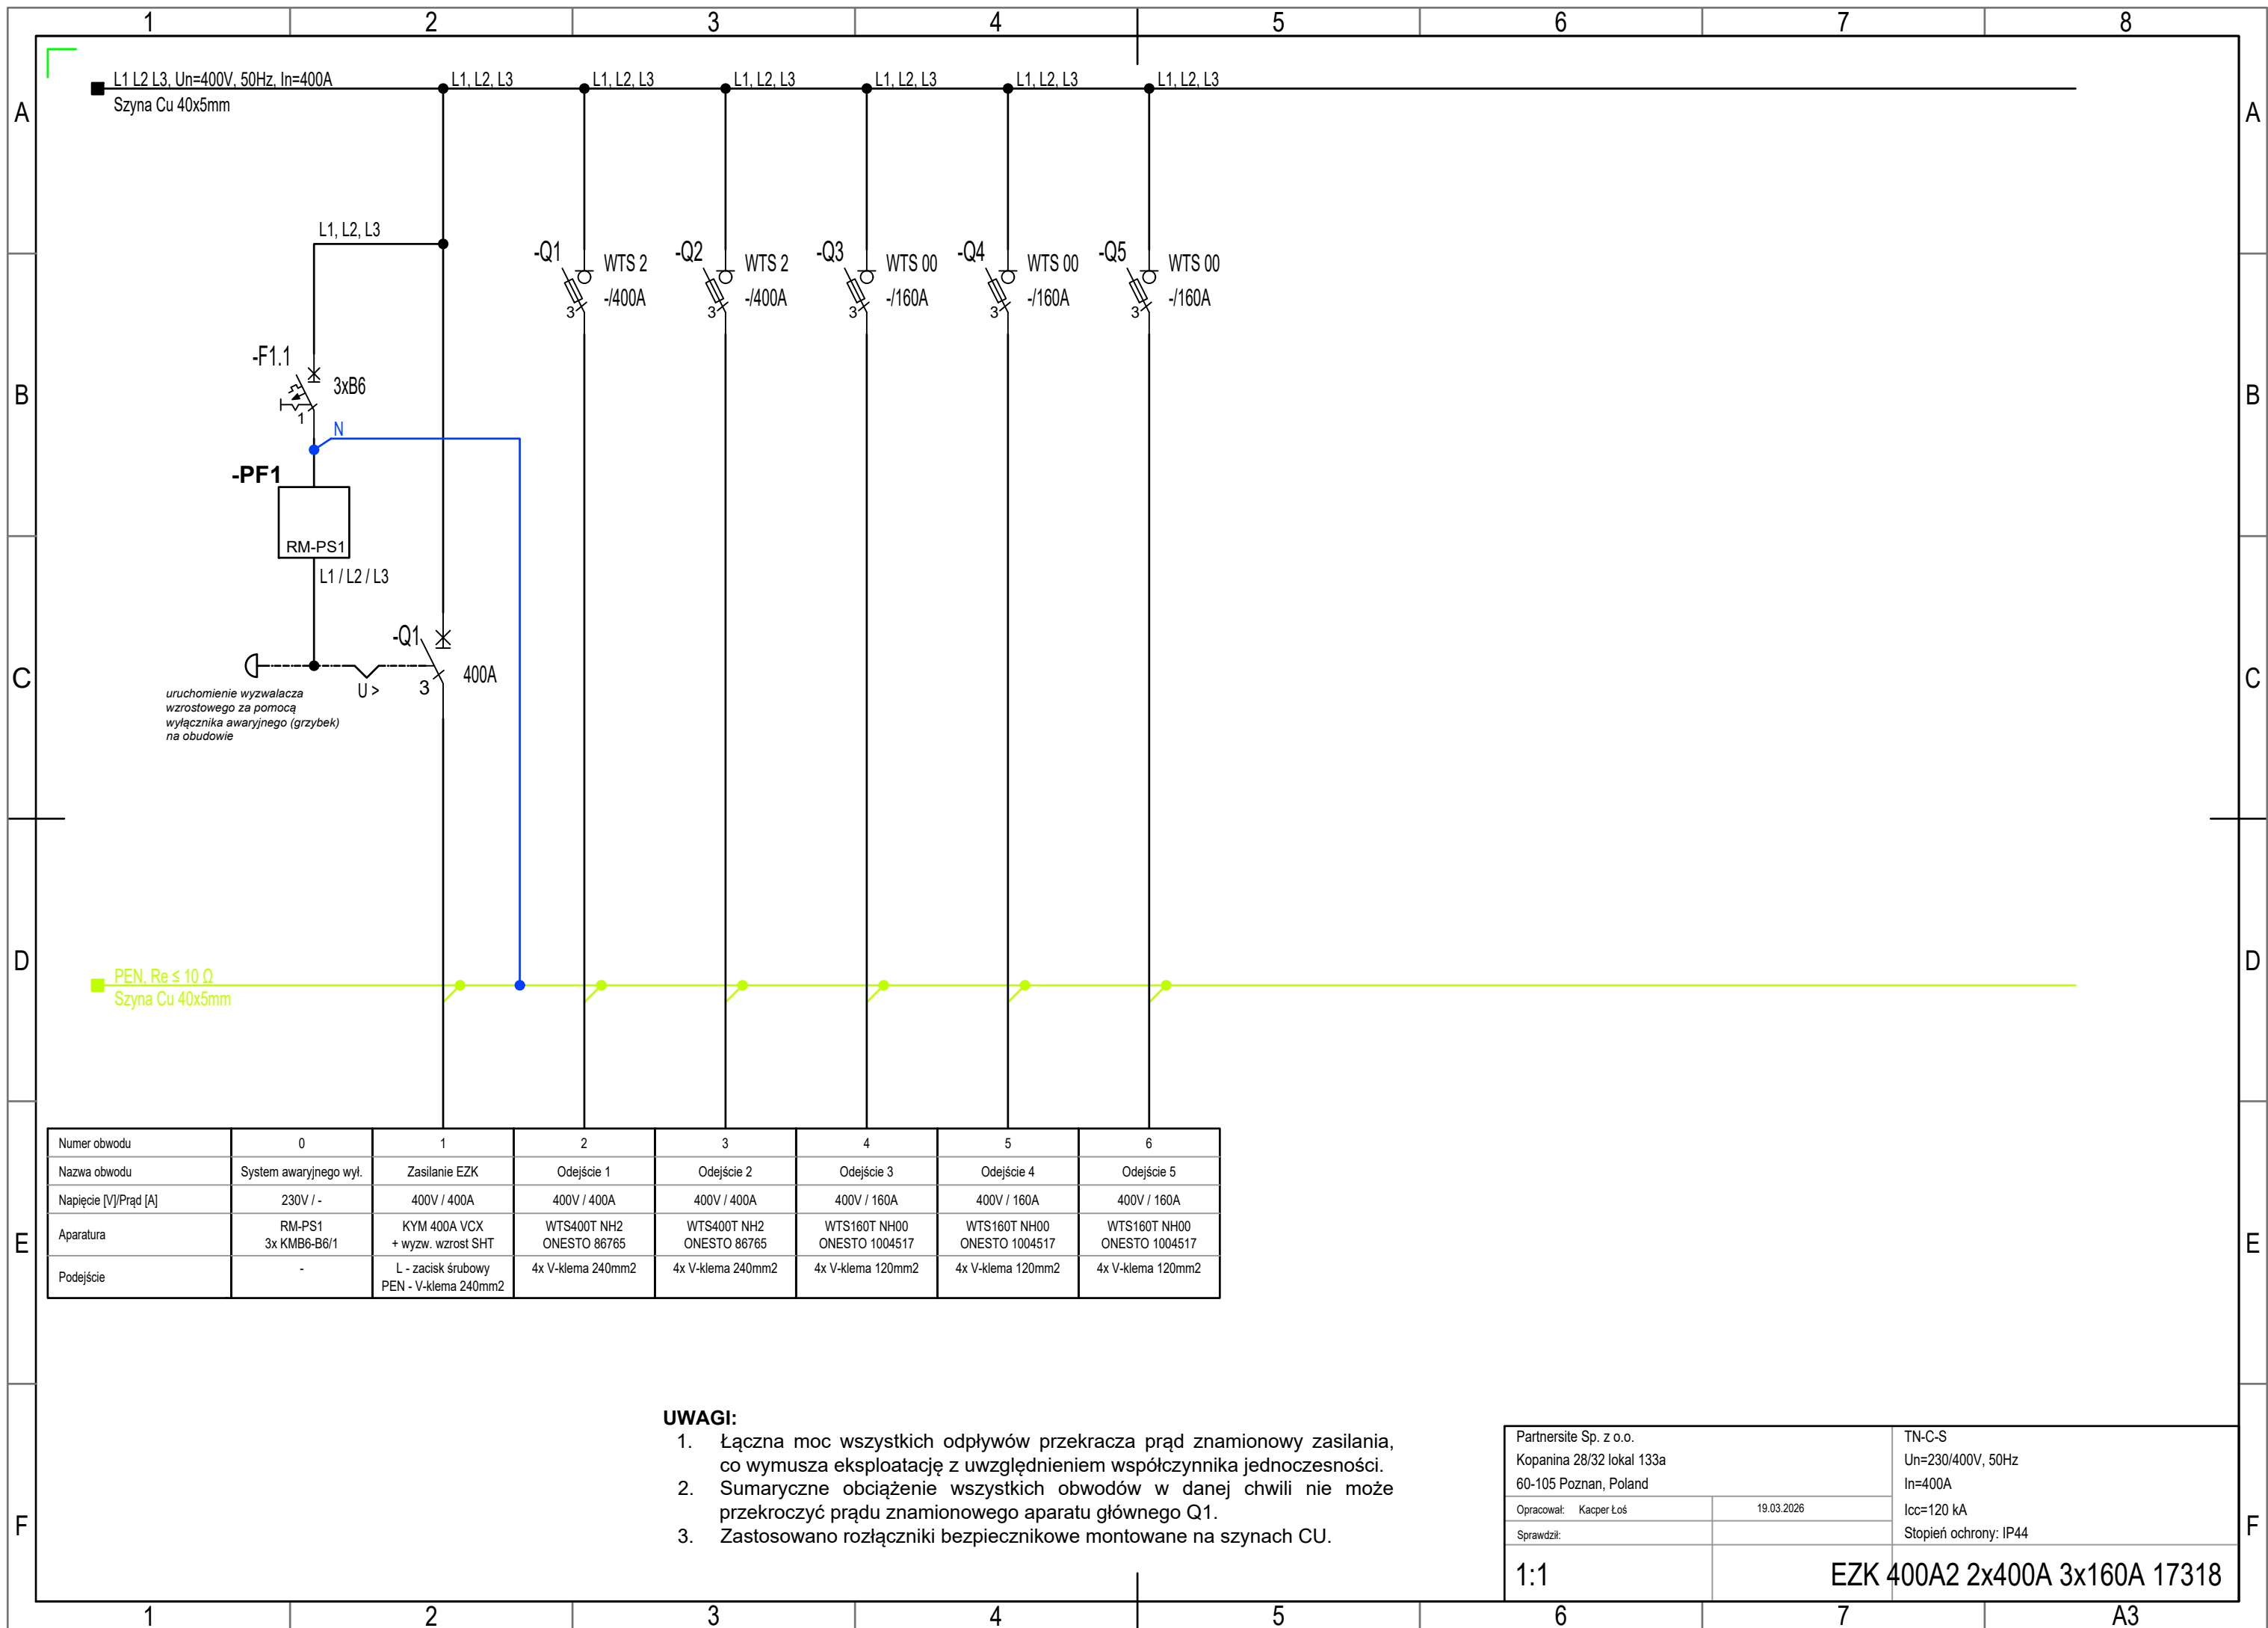 1 2 3 4 5 6 7 8
A A
L1 L2 L3, Un=400V, 50Hz, In=400A
Szyna Cu 40x5mm
L1, L2, L3 L1, L2, L3 L1, L2, L3 L1, L2, L3 L1, L2, L3 L1, L2, L3
L1, L2, L3
-Q1 WTS 2 -Q2 WTS 2 -Q3 WTS 00 -Q4 WTS 00 -Q5 WTS 00
-/400A -/400A -/160A -/160A -/160A
3 3 3 3 3
-F1.1
3xB6
B B
1
N
-PF1
RM-PS1
L1 / L2 / L3
-Q1
400A
U >
3
C C
uruchomienie wyzwalacza
wzrostowego za pomocą
wyłącznika awaryjnego (grzybek)
na obudowie
D D
PEN, Re ≤ 10 Ω
Szyna Cu 40x5mm
Numer obwodu 0 1 2 3 4 5 6
Nazwa obwodu System awaryjnego wył. Zasilanie EZK Odejście 1 Odejście 2 Odejście 3 Odejście 4 Odejście 5
Napięcie [V]/Prąd [A] 230V / - 400V / 400A 400V / 400A 400V / 400A 400V / 160A 400V / 160A 400V / 160A
Aparatura RM-PS1 KYM 400A VCX WTS400T NH2 WTS400T NH2 WTS160T NH00 WTS160T NH00 WTS160T NH00
3x KMB6-B6/1 + wyzw. wzrost SHT ONESTO 86765 ONESTO 86765 ONESTO 1004517 ONESTO 1004517 ONESTO 1004517
E E
Podejście - L - zacisk śrubowy 4x V-klema 240mm2 4x V-klema 240mm2 4x V-klema 120mm2 4x V-klema 120mm2 4x V-klema 120mm2
PEN - V-klema 240mm2
UWAGI:
1. Łączna moc wszystkich odpływów przekracza prąd znamionowy zasilania,
co wymusza eksploatację z uwzględnieniem współczynnika jednoczesności.
2. Sumaryczne obciążenie wszystkich obwodów w danej chwili nie może
przekroczyć prądu znamionowego aparatu głównego Q1.
3. Zastosowano rozłączniki bezpiecznikowe montowane na szynach CU.
F F
Partnersite Sp. z o.o. TN-C-S
Kopanina 28/32 lokal 133a Un=230/400V, 50Hz
60-105 Poznan, Poland In=400A
Opracował: Kacper Łoś 19.03.2026 Icc=120 kA
Sprawdził: Stopień ochrony: IP44
1:1 EZK 400A2 2x400A 3x160A 17318
1 2 3 4 5 6 7 A3